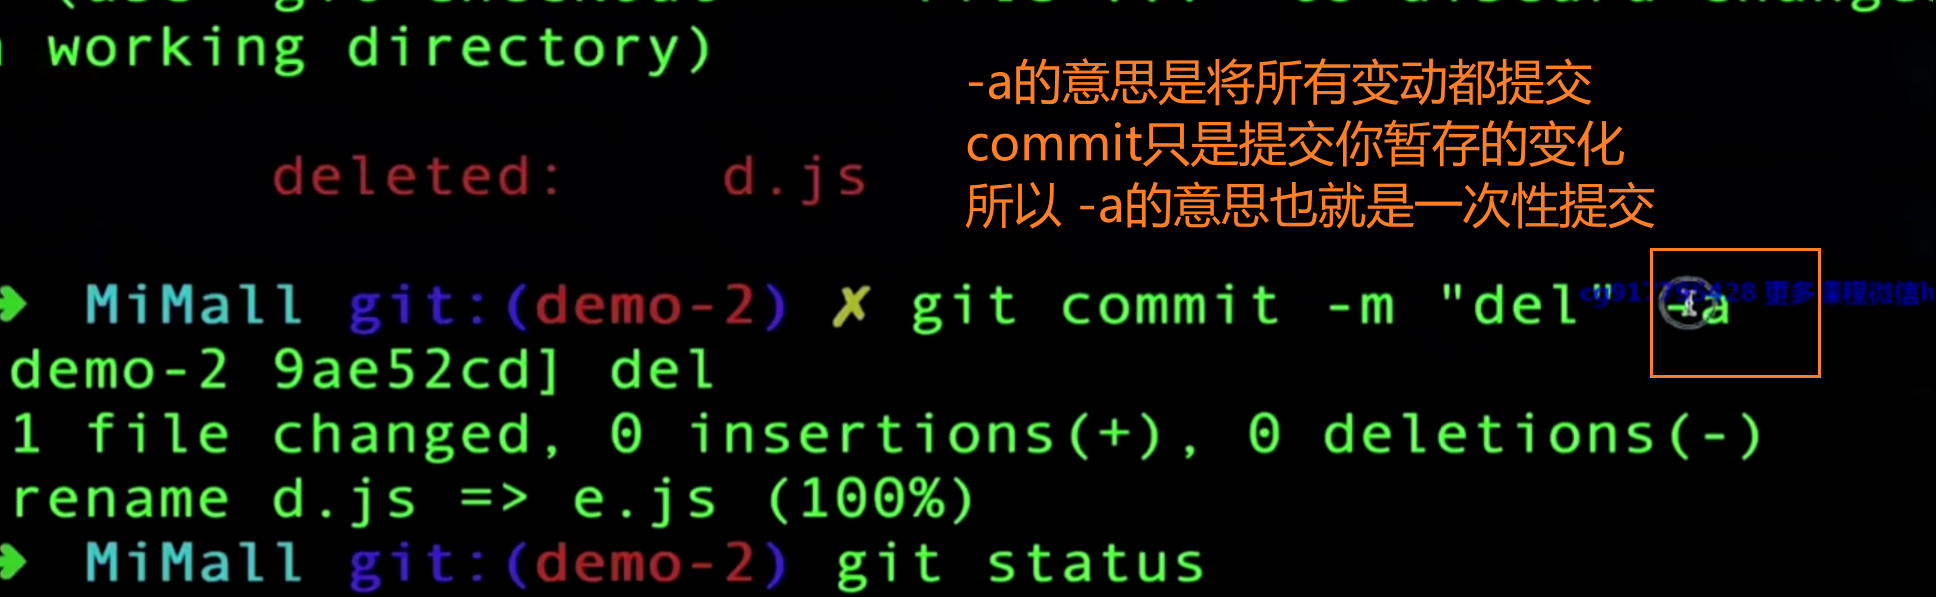 working directory)
-a的意思是将所有变动都提交
commit只是提交你暂存的变化
所以 -a的意思也就是一次性提交
deleted: d.js
➜ MiMall git:(demo-2) ✗ git commit -m "del" -a
demo-2 9ae52cd] del
1 file changed, 0 insertions(+), 0 deletions(-)
rename d.js => e.js (100%)
➜ MiMall git:(demo-2) git status
更多课程微信